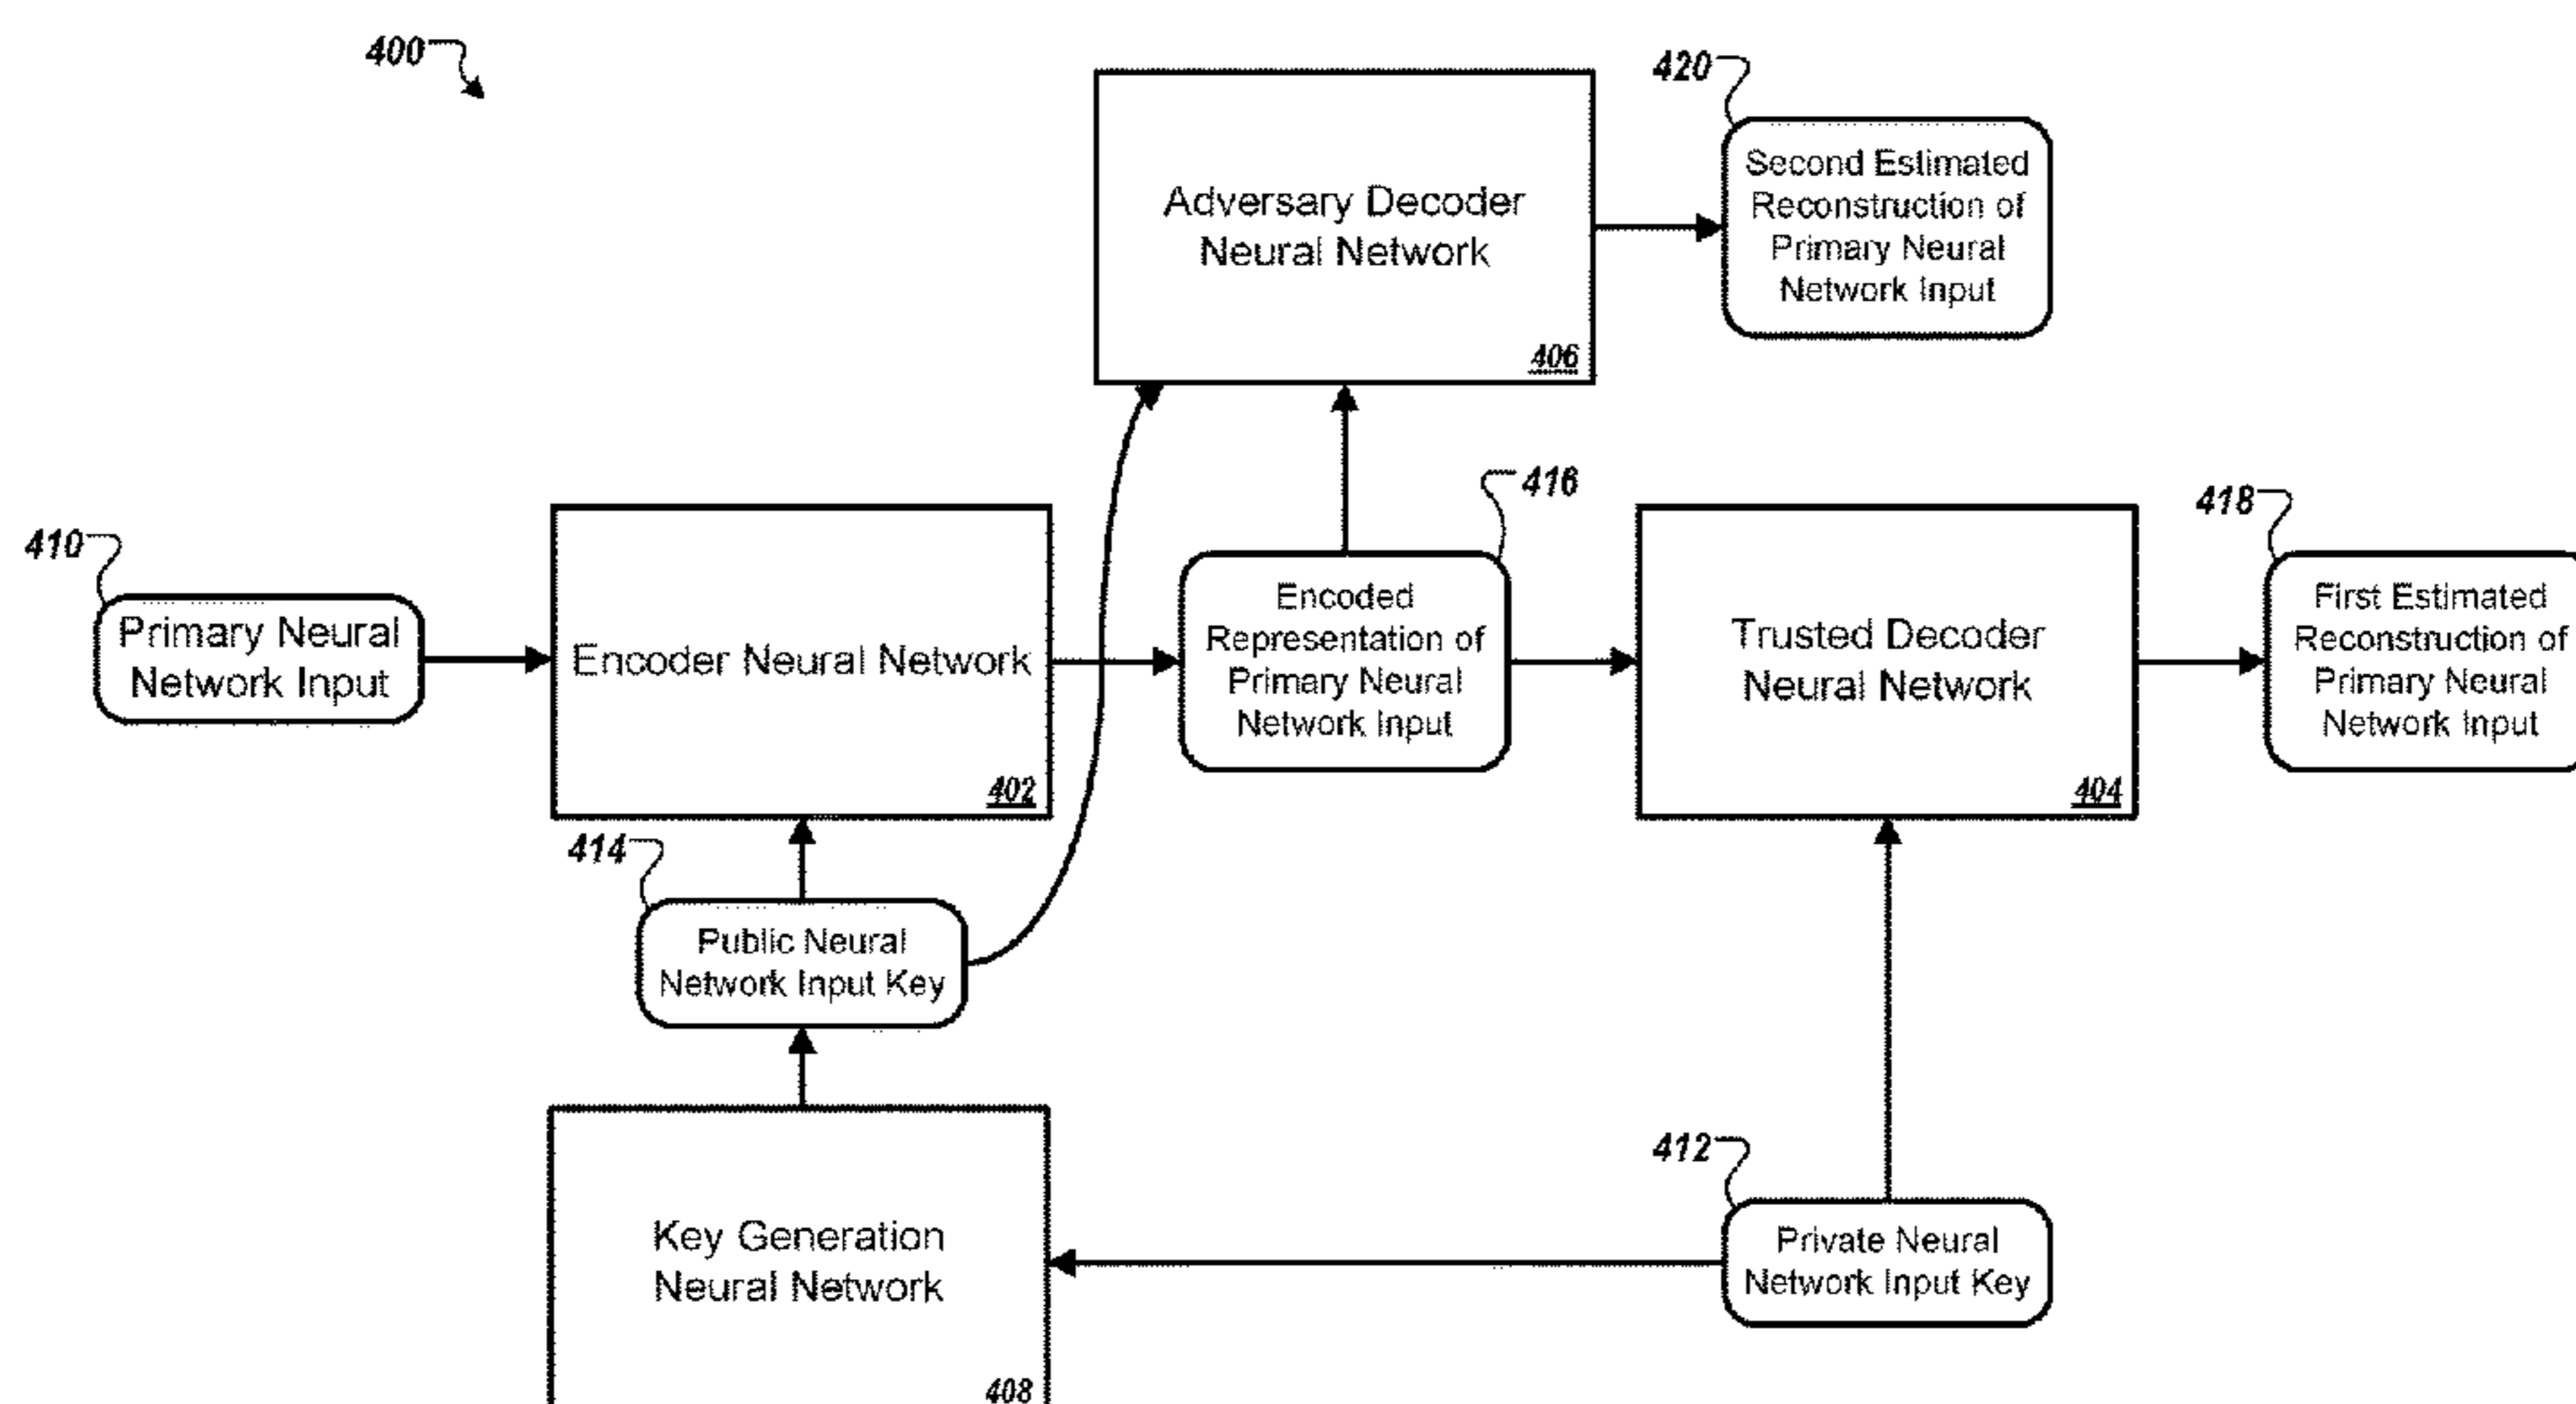 400
Adversary Decoder
Neural Network
406
420
Second Estimated
Reconstruction of
Primary Neural
Network Input
410
Primary Neural
Network Input
Encoder Neural Network
402
416
Encoded
Representation of
Primary Neural
Network Input
Trusted Decoder
Neural Network
404
418
First Estimated
Reconstruction of
Primary Neural
Network Input
414
Public Neural
Network Input Key
Key Generation
Neural Network
408
412
Private Neural
Network Input Key